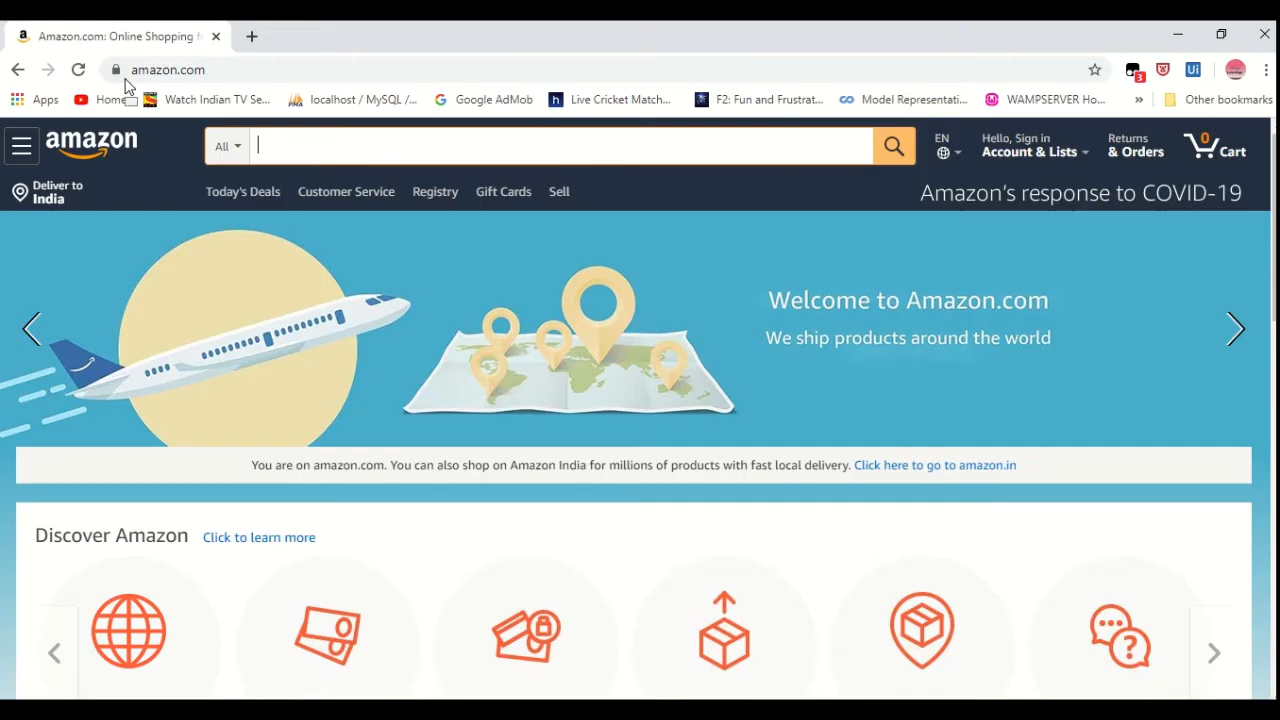 Amazon.com: Online Shopping f
amazon.com
3
Ui
Apps
Home
Watch Indian TV Se...
localhost / MySQL /...
Google AdMob
h
Live Cricket Match...
F2: Fun and Frustrat...
Model Representati...
WAMPSERVER Ho...
»
Other bookmarks
amazon
All
EN
Hello, Sign in
Account & Lists
Returns
& Orders
0
Cart
Deliver to
India
Today's Deals
Customer Service
Registry
Gift Cards
Sell
Amazon's response to COVID-19
Welcome to Amazon.com
We ship products around the world
You are on amazon.com. You can also shop on Amazon India for millions of products with fast local delivery. Click here to go to amazon.in
Discover Amazon
Click to learn more